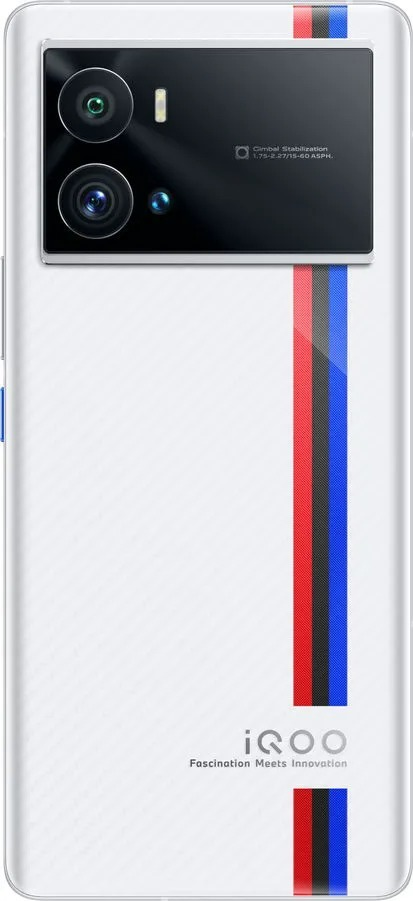 Gimbal Stabilization
1.75-2.27/15-60 ASPH.
iQOO
Fascination Meets Innovation